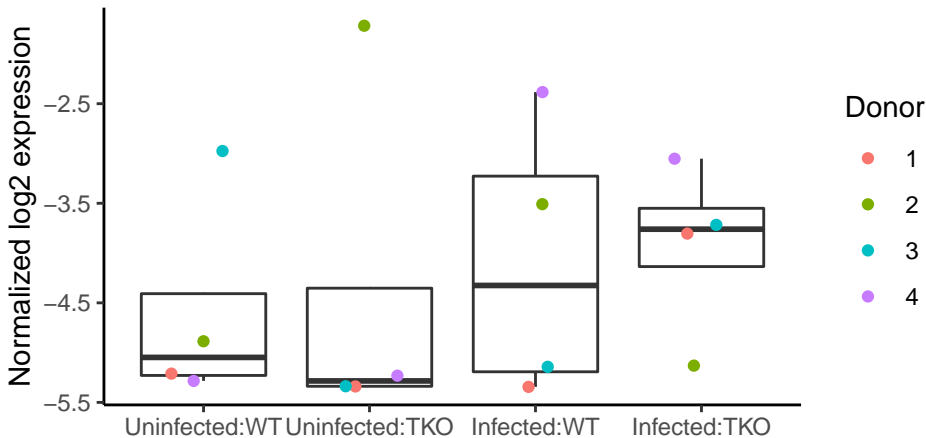 Normalized log2 expression
−2.5
−3.5
−4.5
−5.5
Uninfected:WT
Uninfected:TKO
Infected:WT
Infected:TKO
Donor
1
2
3
4